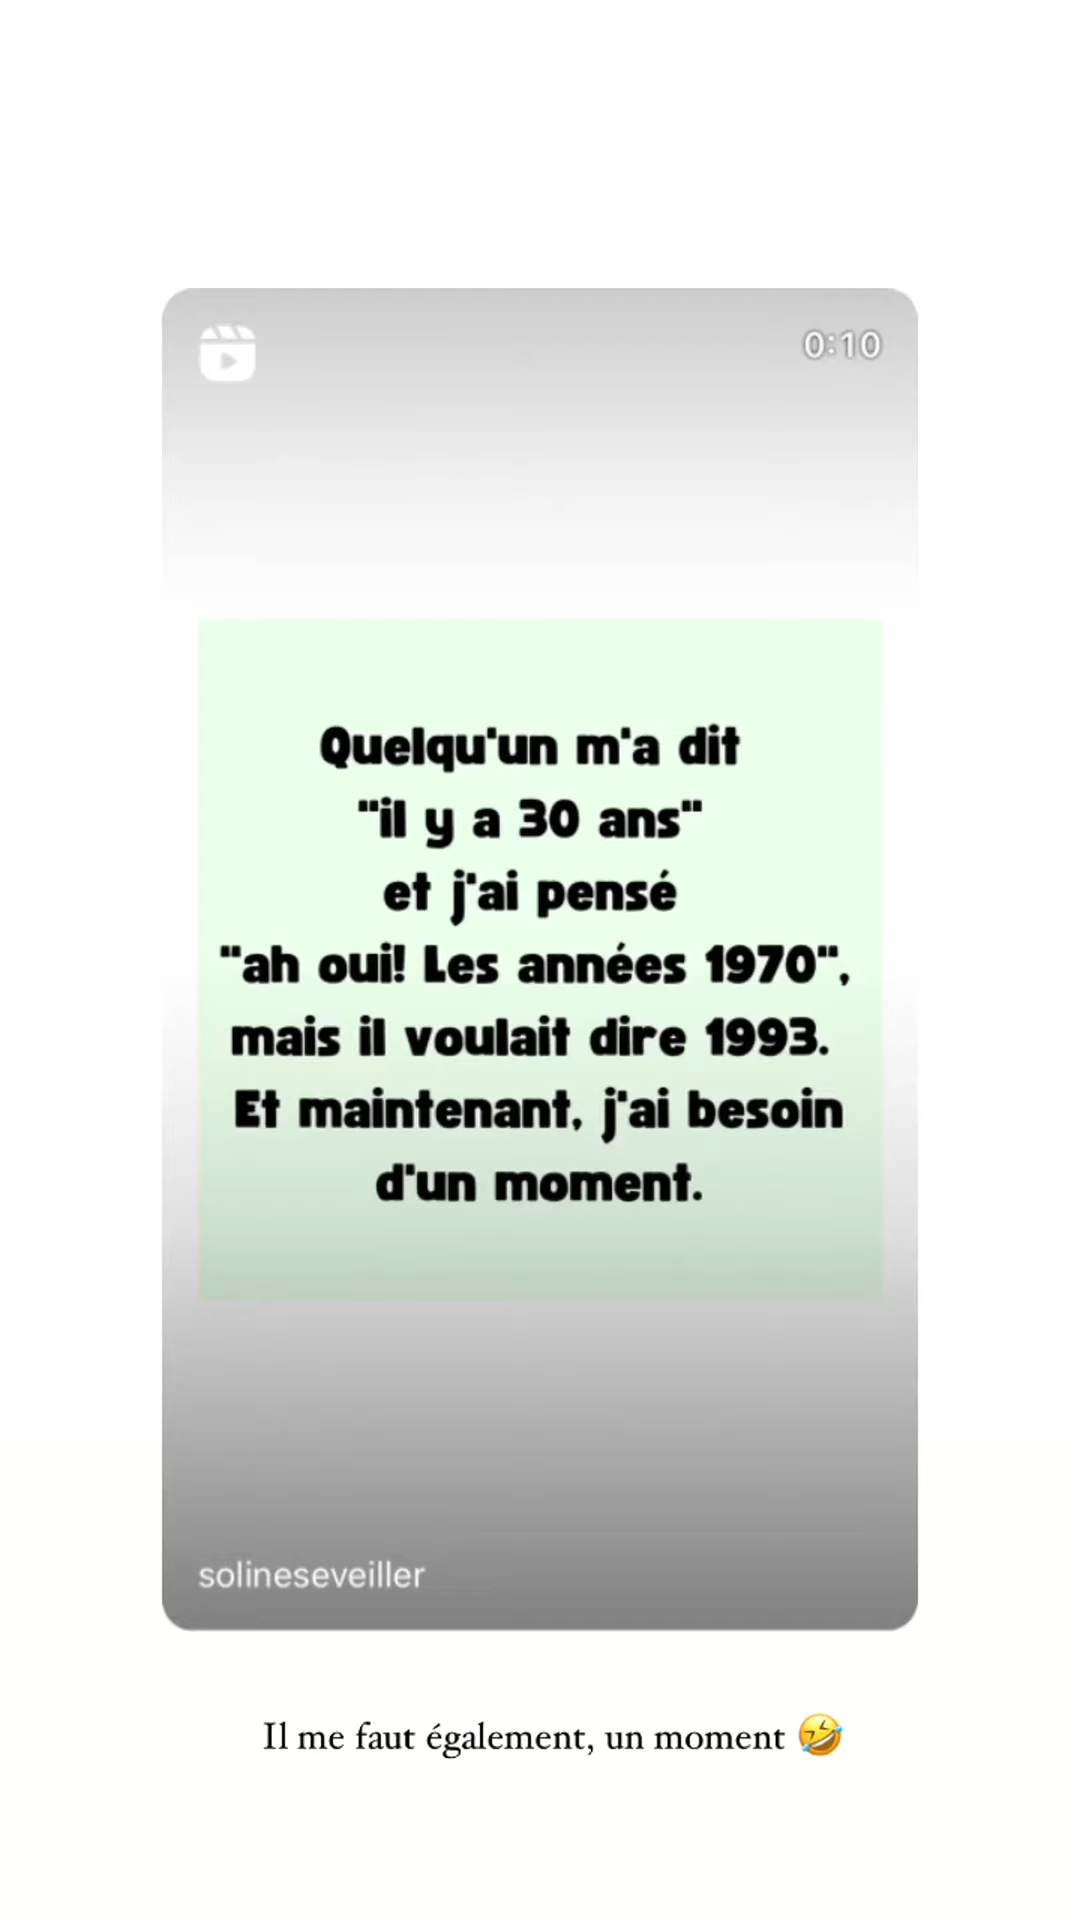 0:10
Quelqu'un m'a dit
"il y a 30 ans"
et j'ai pensé
"ah oui! Les années 1970",
mais il voulait dire 1993.
Et maintenant, j'ai besoin
d'un moment.
solineseveiller
Il me faut également, un moment 🤣